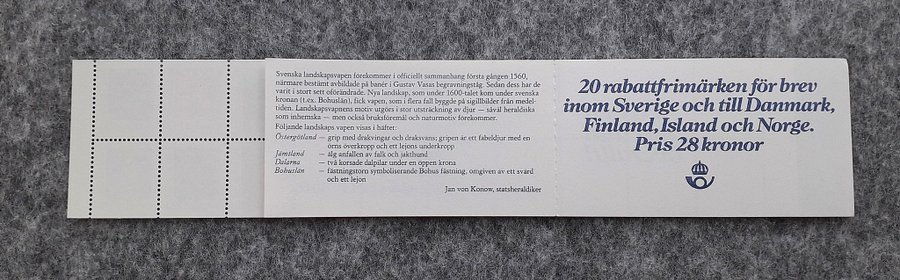 Svenska landskapsvapen förekommer i officiellt sammanhang första gången 1560,
närmare bestämt avbildade på baner i Gustav Vasas begravningståg. Sedan dess har de
varit i stort sett oförändrade. Nya landskap, som under 1600-talet kom under svenska
kronan (t.ex. Bohuslän), fick vapen, som i flera fall byggde på sigillbilder från medel-
tiden. Landskapsvapnens motiv utgörs i stor utsträckning av djur – såväl heraldiska
som inhemska – men också bruksföremål och naturmotiv förekommer.
Följande landskaps vapen visas i häftet:
Östergötland – grip med drakvingar och draksvans; gripen är ett fabeldjur med en
örns överkropp och ett lejons underkropp
Jämtland – älg anfallen av falk och jakthund
Dalarna – två korsade dalpilar under en öppen krona
Bohuslän – fästningstorn symboliserande Bohus fästning, omgiven av ett svärd
och ett lejon
Jan von Konow, statsheraldiker
20 rabattfrimärken för brev
inom Sverige och till Danmark,
Finland, Island och Norge.
Pris 28 kronor